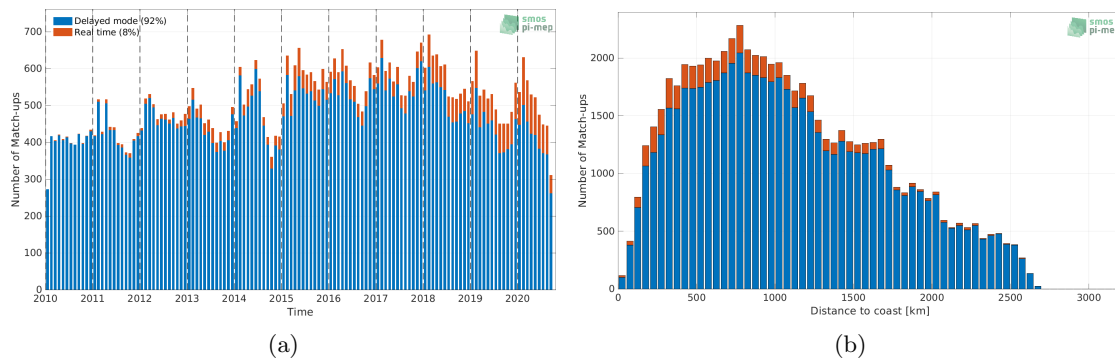 Delayed mode (92%)
Real time (8%)
smos
pi-mep
700
600
500
400
300
200
100
0
Number of Match-ups
2010 2011 2012 2013 2014 2015 2016 2017 2018 2019 2020
Time
(a)
smos
pi-mep
2000
1500
1000
500
0
Number of Match-ups
0 500 1000 1500 2000 2500 3000
Distance to coast [km]
(b)